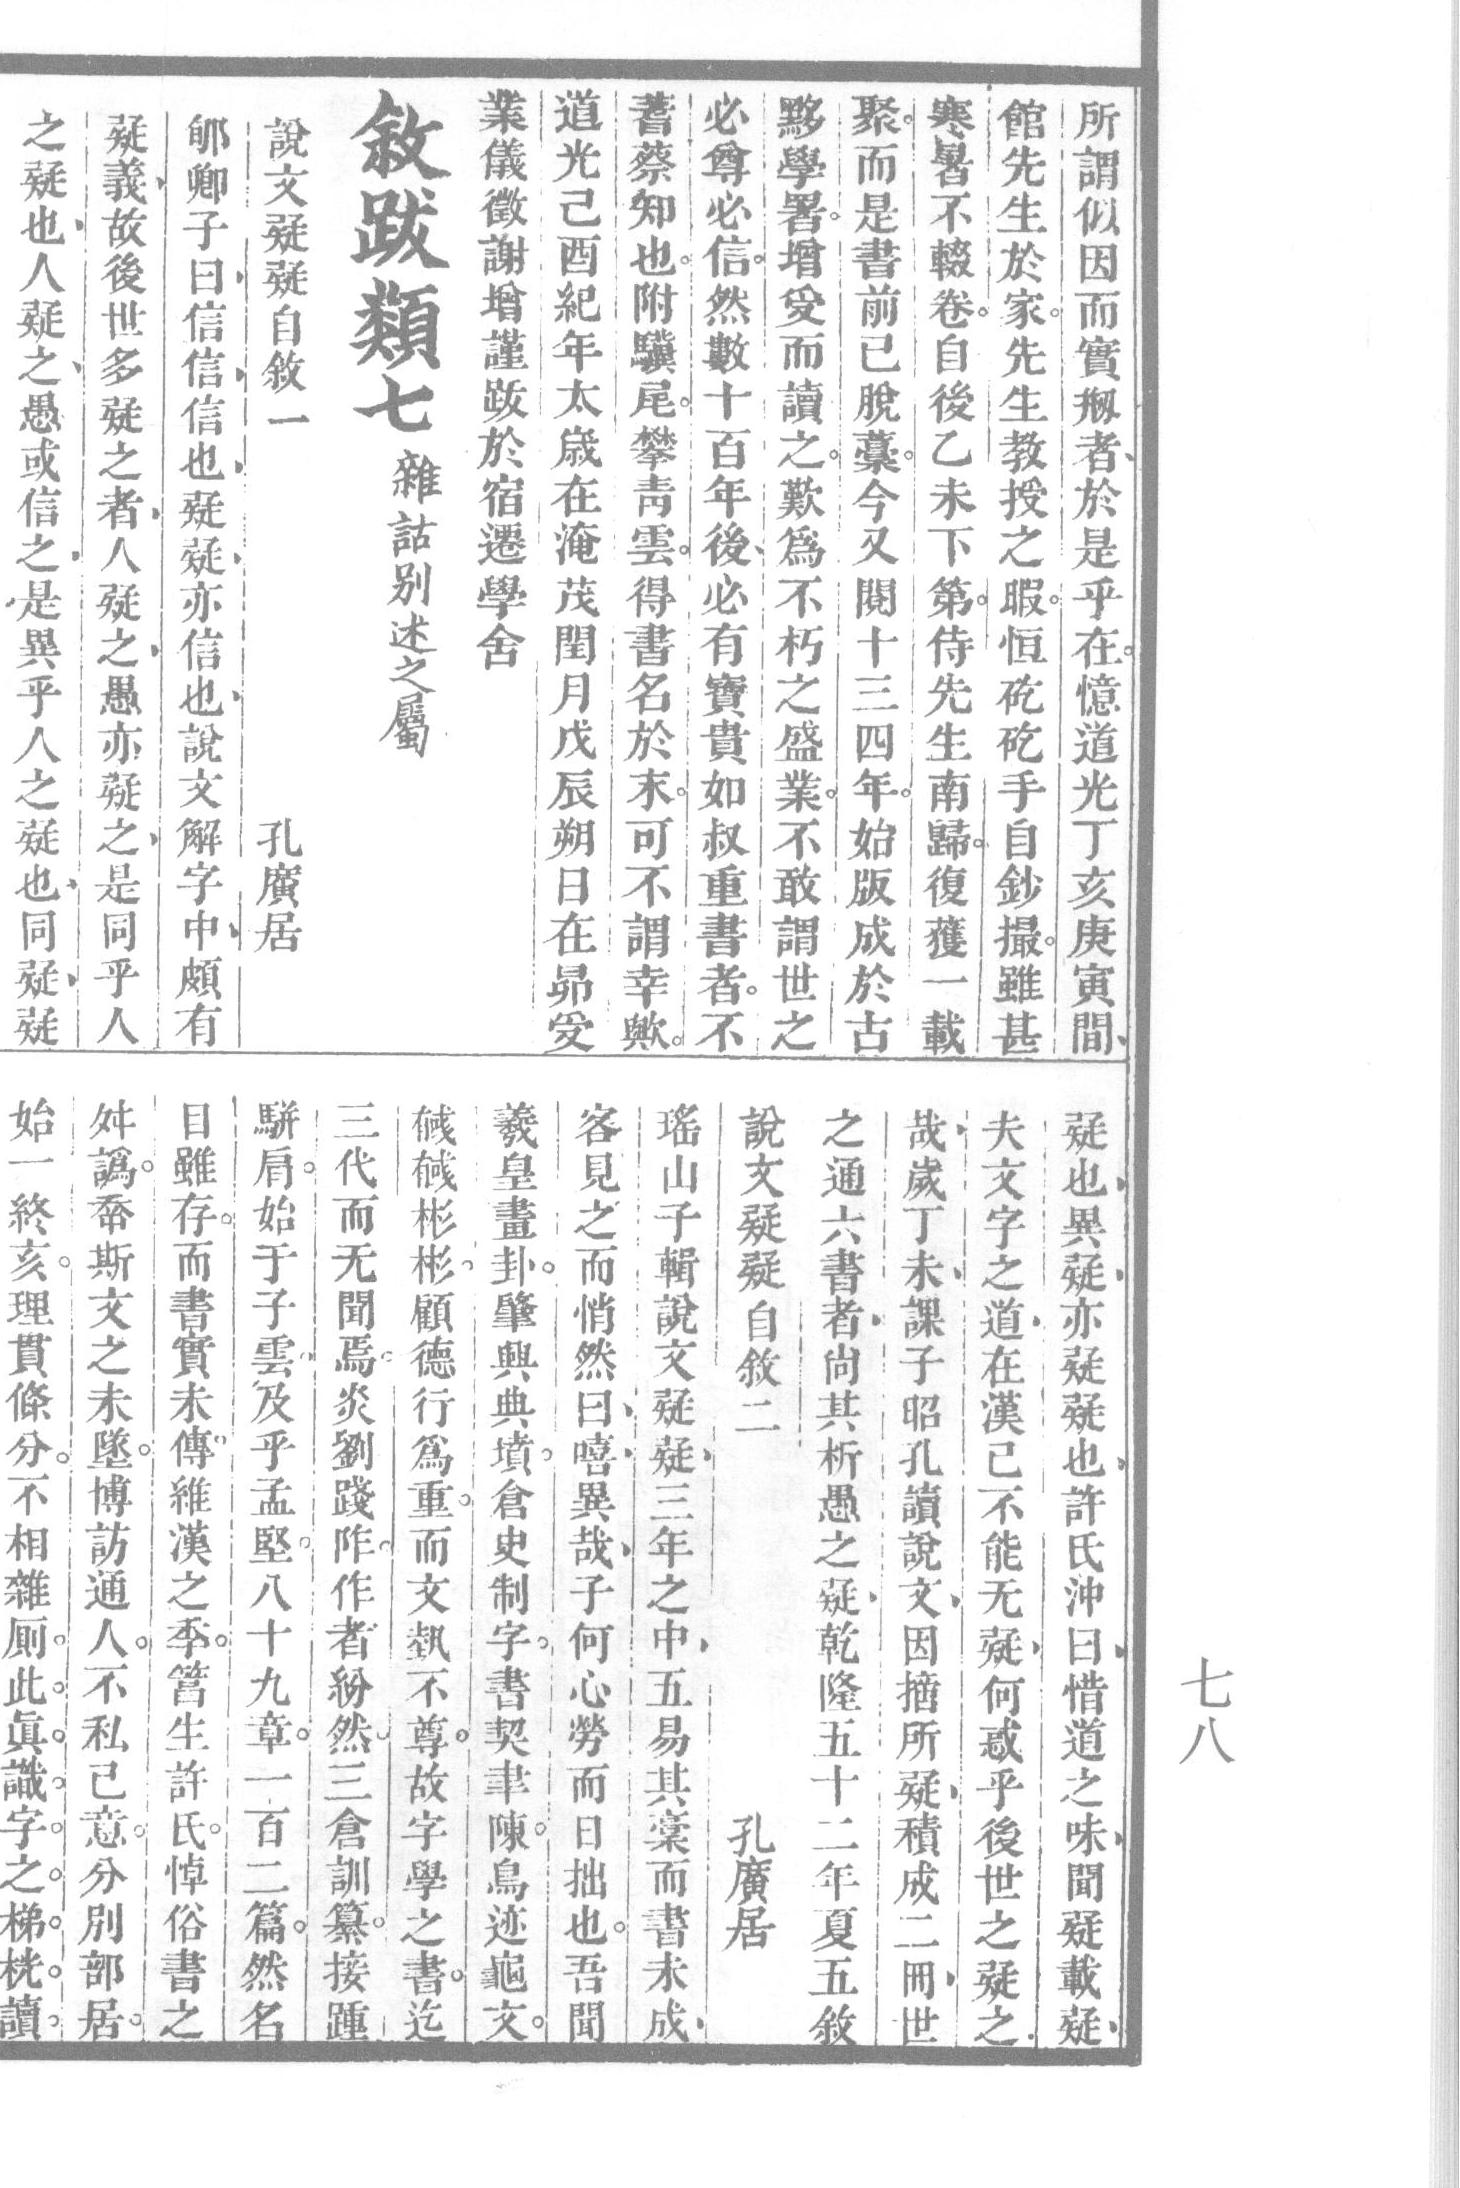 所謂似因而實剏者、於是乎在。憶道光丁亥庚寅間、
館先生於家。先生教授之暇。恒矻矻手自鈔撮。雖甚
寒暑不輟卷。自後乙未下第。侍先生南歸。復獲一載
聚。而是書前已脫藁。今又閱十三四年。始版成於古
黟學署。增受而讀之。歎爲不朽之盛業。不敢謂世之
必尊必信。然數十百年後、必有寶貴如叔重書者。不
蓍蔡知也。附驥尾。攀靑雲。得書名於末。可不謂幸歟。
道光己酉紀年太歲在淹茂閏月戊辰朔日在昴受
業儀徵謝增謹跋於宿遷學舍
敘跋類七 雜詁别述之屬
說文疑疑自敘一 孔廣居
郇卿子曰、信信、信也、疑疑、亦信也、說文解字中、頗有
疑義、故後世多疑之者、人疑之、愚亦疑之、是同乎人
之疑也、人疑之、愚或信之、是異乎人之疑也、同疑、疑
疑也、異疑、亦疑疑也、許氏沖曰、惜道之味、聞疑載疑、
夫文字之道、在漢已不能无疑、何惑乎後世之疑之
哉、歲丁未、課子昭孔讀說文、因摘所疑、積成二冊、世
之通六書者、尙其析愚之疑、乾隆五十二年夏五敘
說文疑疑自敘二 孔廣居
瑤山子輯說文疑疑、三年之中、五易其稾而書未成、
客見之而悄然曰、嘻、異哉、子何心勞而日拙也。吾聞
羲皇畫卦。肇興典墳。倉史制字。書契聿陳。鳥迹龜文。
棫棫彬彬。顧德行爲重。而文埶不尊。故字學之書。迄
三代而无聞焉。炎劉踐阼。作者紛然。三倉訓纂。接踵
駢肩。始于子雲。及乎孟堅。八十九章。一百二篇。然名
目雖存。而書實未傳。維漢之季。篤生許氏。悼俗書之
舛譌。奮斯文之未墜。博訪通人。不私己意。分別部居。
始一終亥。理貫條分。不相雜厠。此眞識字之梯桄。讀
七八